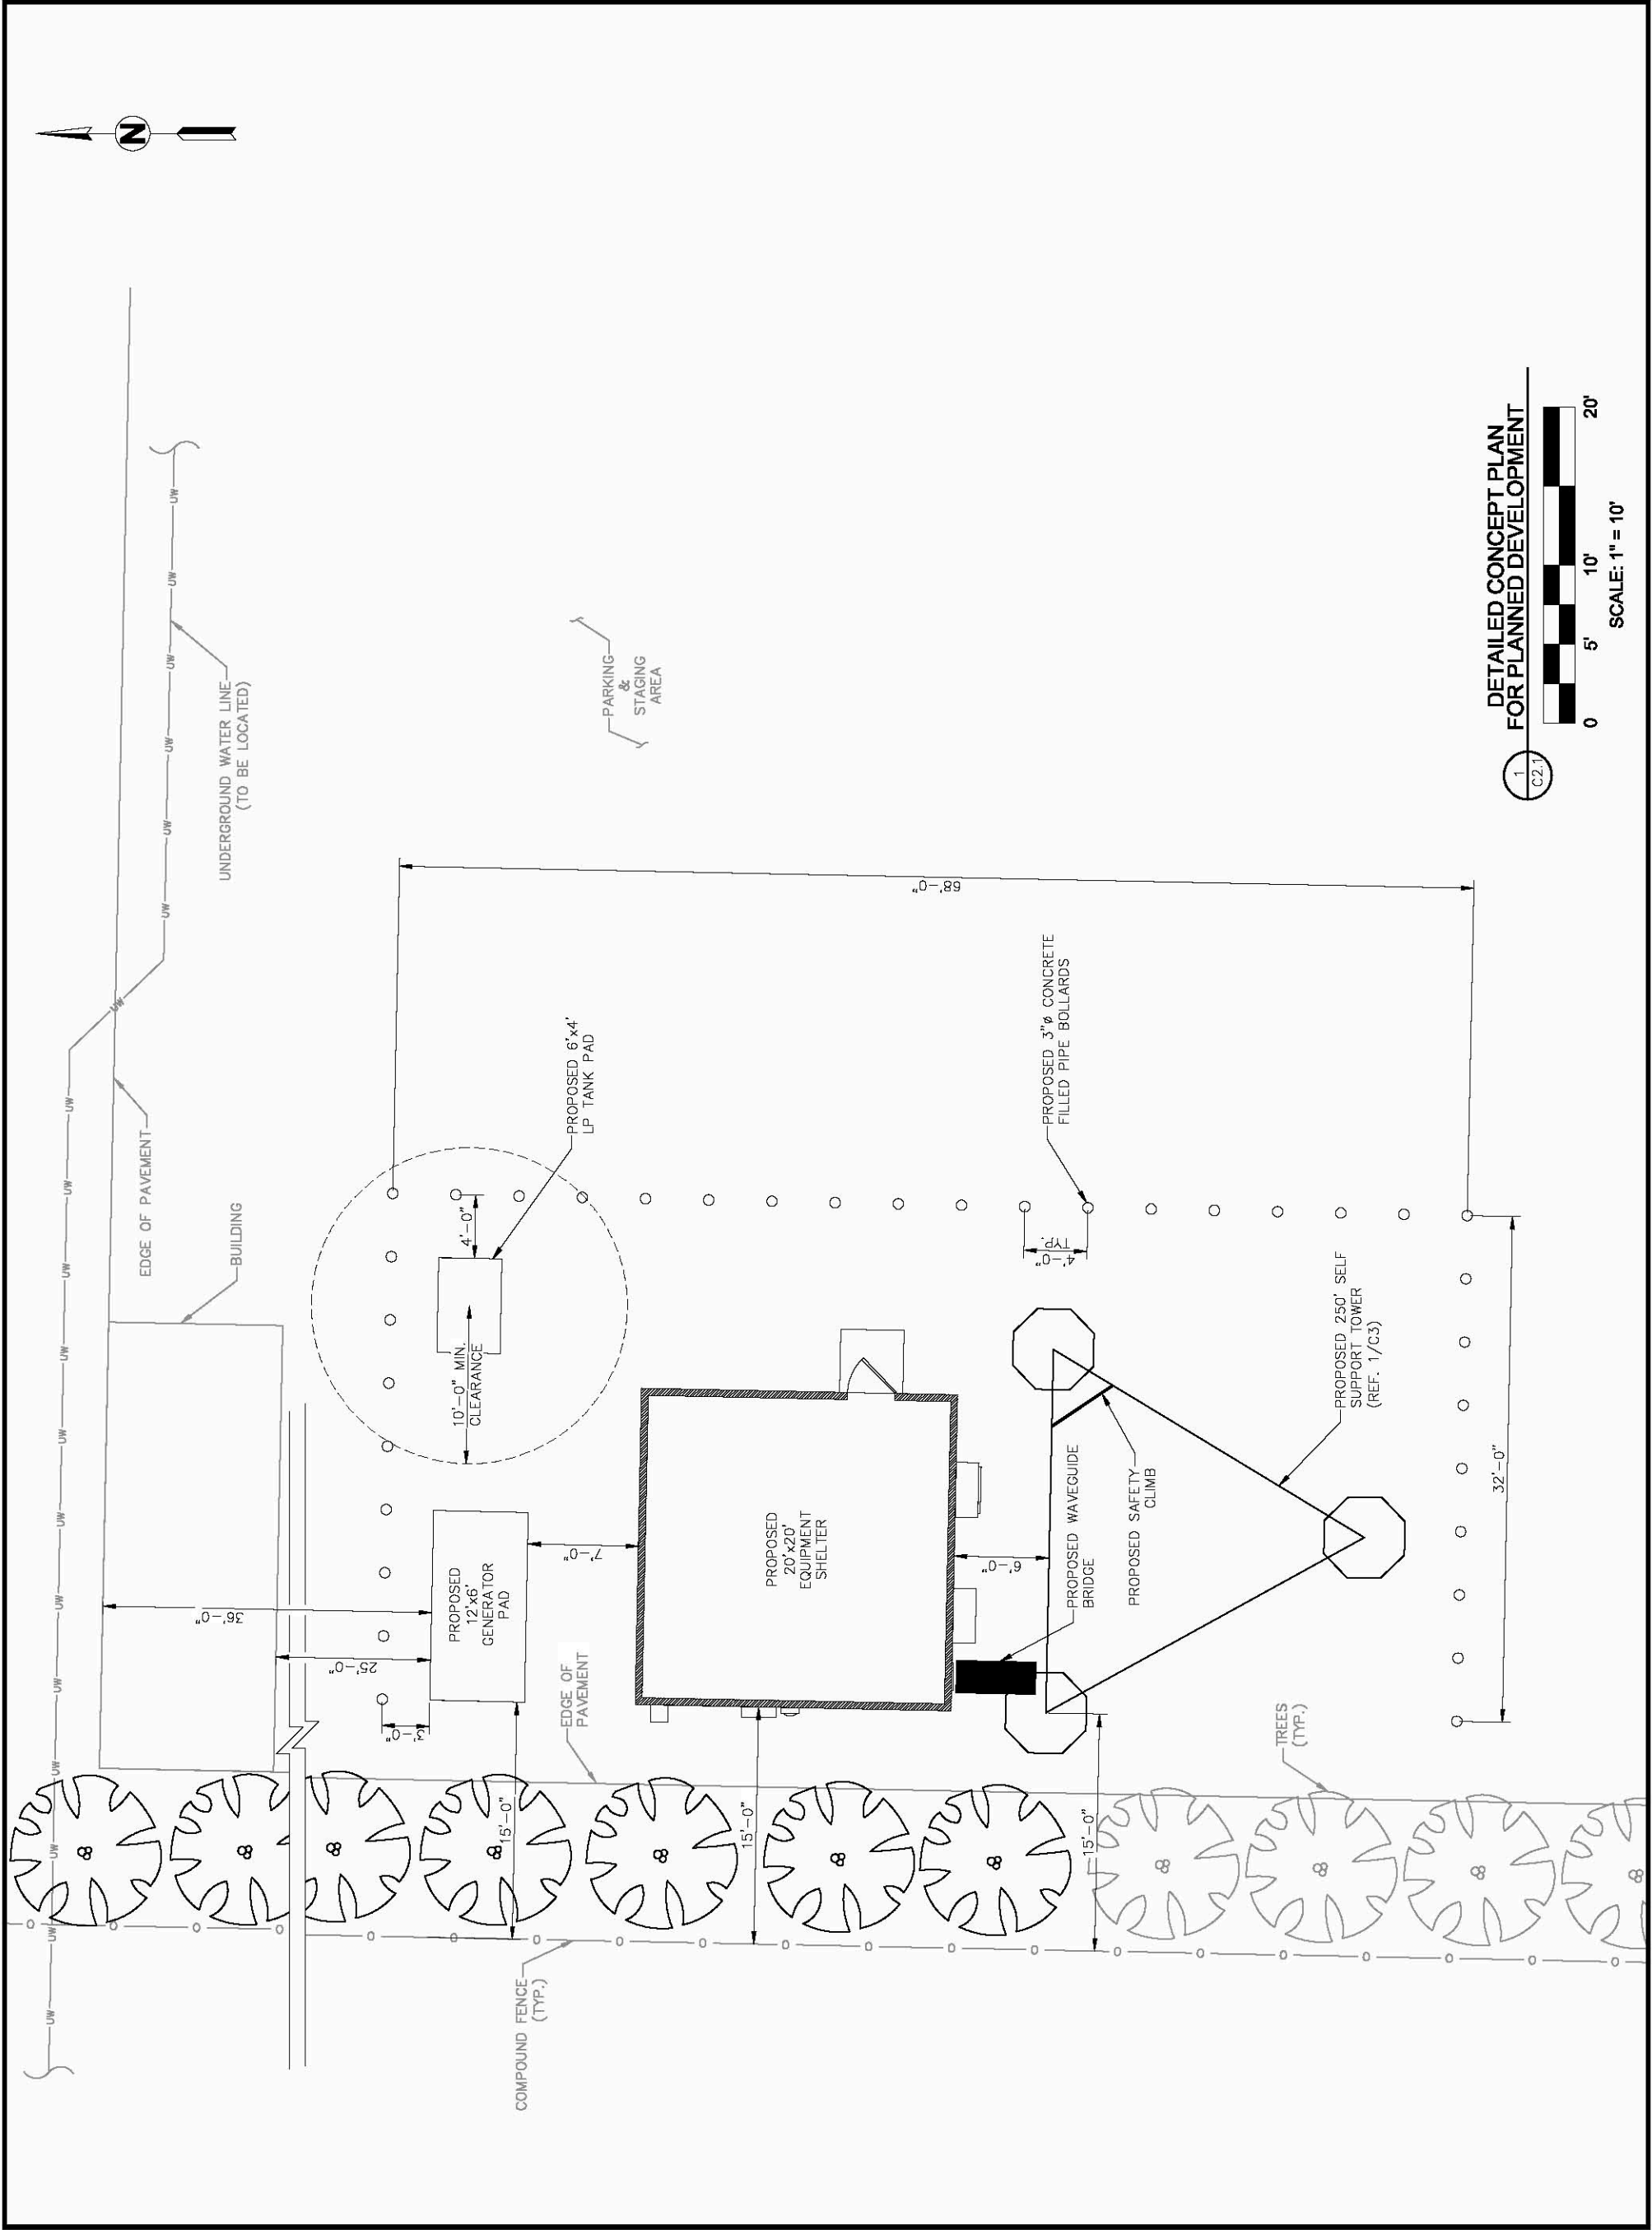 N
UW
UNDERGROUND WATER LINE
(TO BE LOCATED)
EDGE OF PAVEMENT
BUILDING
PARKING
&
STAGING
AREA
36'-0"
25'-0"
3'-0"
PROPOSED
12'x6'
GENERATOR
PAD
7'-0"
10'-0" MIN.
CLEARANCE
4'-0"
PROPOSED 6'x4'
LP TANK PAD
68'-0"
PROPOSED
20'x20'
EQUIPMENT
SHELTER
6'-0"
4'-0"
TYP.
PROPOSED 3"ø CONCRETE
FILLED PIPE BOLLARDS
PROPOSED WAVEGUIDE
BRIDGE
PROPOSED SAFETY
CLIMB
PROPOSED 250' SELF
SUPPORT TOWER
(REF. 1/C3)
32'-0"
EDGE OF
PAVEMENT
TREES
(TYP.)
15'-0"
15'-0"
15'-0"
COMPOUND FENCE
(TYP.)
1
C2.1
DETAILED CONCEPT PLAN
FOR PLANNED DEVELOPMENT
0 5' 10' 20'
SCALE: 1" = 10'